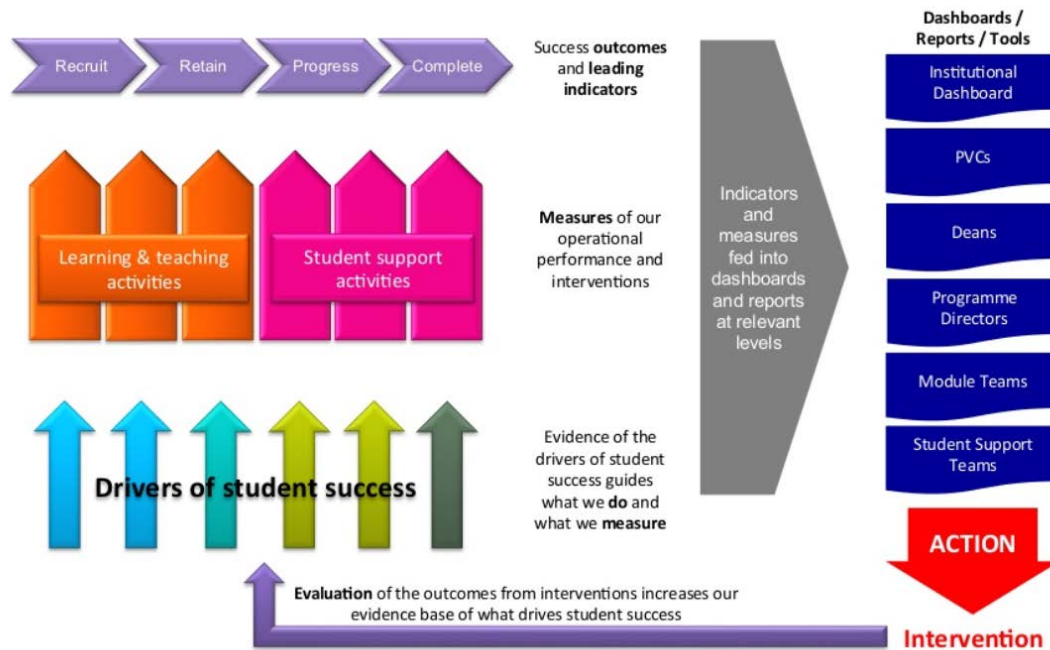 Recruit
Retain
Progress
Complete
Success outcomes
and leading
indicators
Learning & teaching
activities
Student support
activities
Measures of our
operational
performance and
interventions
Drivers of student success
Evidence of the
drivers of student
success guides
what we do and
what we measure
Indicators
and
measures
fed into
dashboards
and reports
at relevant
levels
Dashboards /
Reports / Tools
Institutional
Dashboard
PVCs
Deans
Programme
Directors
Module Teams
Student Support
Teams
ACTION
Intervention
Evaluation of the outcomes from interventions increases our
evidence base of what drives student success